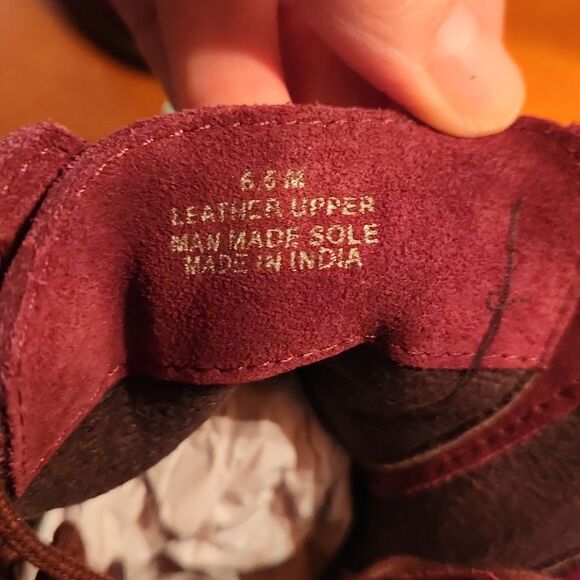 6.5 M
LEATHER UPPER
MAN MADE SOLE
MADE IN INDIA